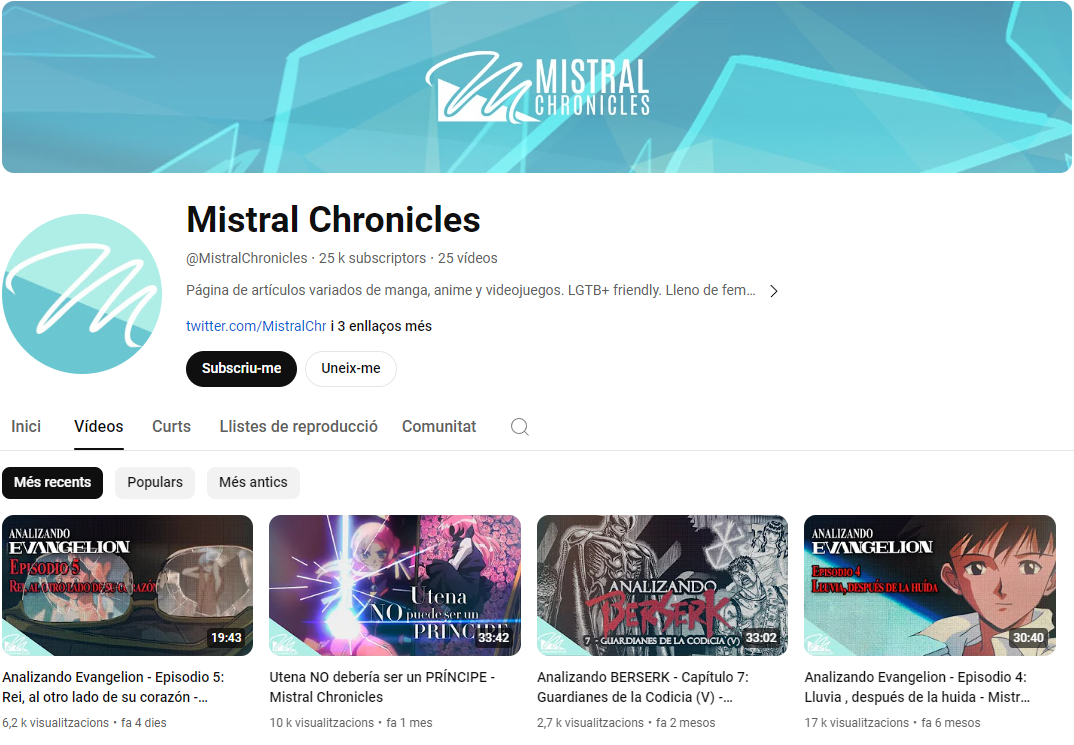 MISTRAL
CHRONICLES
Mistral Chronicles
@MistralChronicles · 25 k subscriptors · 25 vídeos
Página de artículos variados de manga, anime y videojuegos. LGTB+ friendly. Lleno de fem...
twitter.com/MistralChr i 3 enllaços més
Subscriu-me
Uneix-me
Inici
Vídeos
Curts
Llistes de reproducció
Comunitat
Més recents
Populars
Més antics
ANALIZANDO
EVANGELION
EPISODIO 5
REI, AL OTRO LADO DE SU CORAZÓN
19:43
Utena
NO puede ser un
PRÍNCIPE
33:42
ANALIZANDO
BERSERK
7 - GUARDIANES DE LA CODICIA (V)
33:02
ANALIZANDO
EVANGELION
EPISODIO 4
LLUVIA, DESPUÉS DE LA HUÍDA
30:40
Analizando Evangelion - Episodio 5:
Rei, al otro lado de su corazón -...
6,2 k visualitzacions • fa 4 dies
Utena NO debería ser un PRÍNCIPE -
Mistral Chronicles
10 k visualitzacions • fa 1 mes
Analizando BERSERK - Capítulo 7:
Guardianes de la Codicia (V) -...
2,7 k visualitzacions • fa 2 mesos
Analizando Evangelion - Episodio 4:
Lluvia , después de la huida - Mistr...
17 k visualitzacions • fa 6 mesos